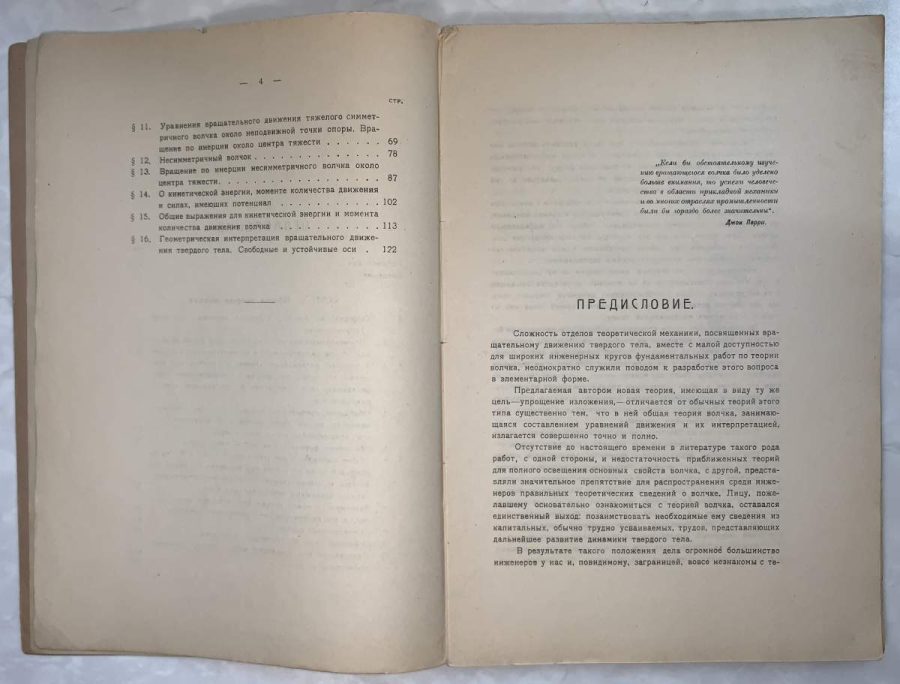 — 4 —
СТР.
§ 11. Уравнения вращательного движения тяжелого симмет-
ричного волчка около неподвижной точки опоры. Вра-
щение по инерции около центра тяжести . . . . . . 69
§ 12. Несимметричный волчок . . . . . . . . . . . . . . . . 78
§ 13. Вращение по инерции несимметричного волчка около
центра тяжести. . . . . . . . . . . . . . . . . . . 87
§ 14. О кинетической энергии, моменте количества движения
и силах, имеющих потенциал . . . . . . . . . . . . 102
§ 15. Общие выражения для кинетической энергии и момента
количества движения волчка . . . . . . . . . . . . 113
§ 16. Геометрическая интерпретация вращательного движе-
ния твердого тела. Свободные и устойчивые оси . 122
„Если бы обстоятельному изуче-
нию вращающегося волчка было уделено
больше внимания, то успехи человече-
ства в области прикладной механики
и во многих отраслях промышленности
были бы гораздо более значительны“.
Джон Перри.
ПРЕДИСЛОВИЕ.
Сложность отделов теоретической механики, посвященных вра-
щательному движению твердого тела, вместе с малой доступностью
для широких инженерных кругов фундаментальных работ по теории
волчка, неоднократно служили поводом к разработке этого вопроса
в элементарной форме.
Предлагаемая автором новая теория, имеющая в виду ту же
цель—упрощение изложения,—отличается от обычных теорий этого
типа существенно тем, что в ней общая теория волчка, занимаю-
щаяся составлением уравнений движения и их интерпретацией,
излагается совершенно точно и полно.
Отсутствие до настоящего времени в литературе такого рода
работ, с одной стороны, и недостаточность приближенных теорий
для полного освещения основных свойств волчка, с другой, предста-
вляли значительное препятствие для распространения среди инже-
неров правильных теоретических сведений о волчке. Лицу, поже-
лавшему основательно ознакомиться с теорией волчка, оставался
единственный выход: позаимствовать необходимые ему сведения из
капитальных, обычно трудно усваиваемых, трудов, представляющих
дальнейшее развитие динамики твердого тела.
В результате такого положения дела огромное большинство
инженеров у нас и, повидимому, заграницей, вовсе незнакомы с те-